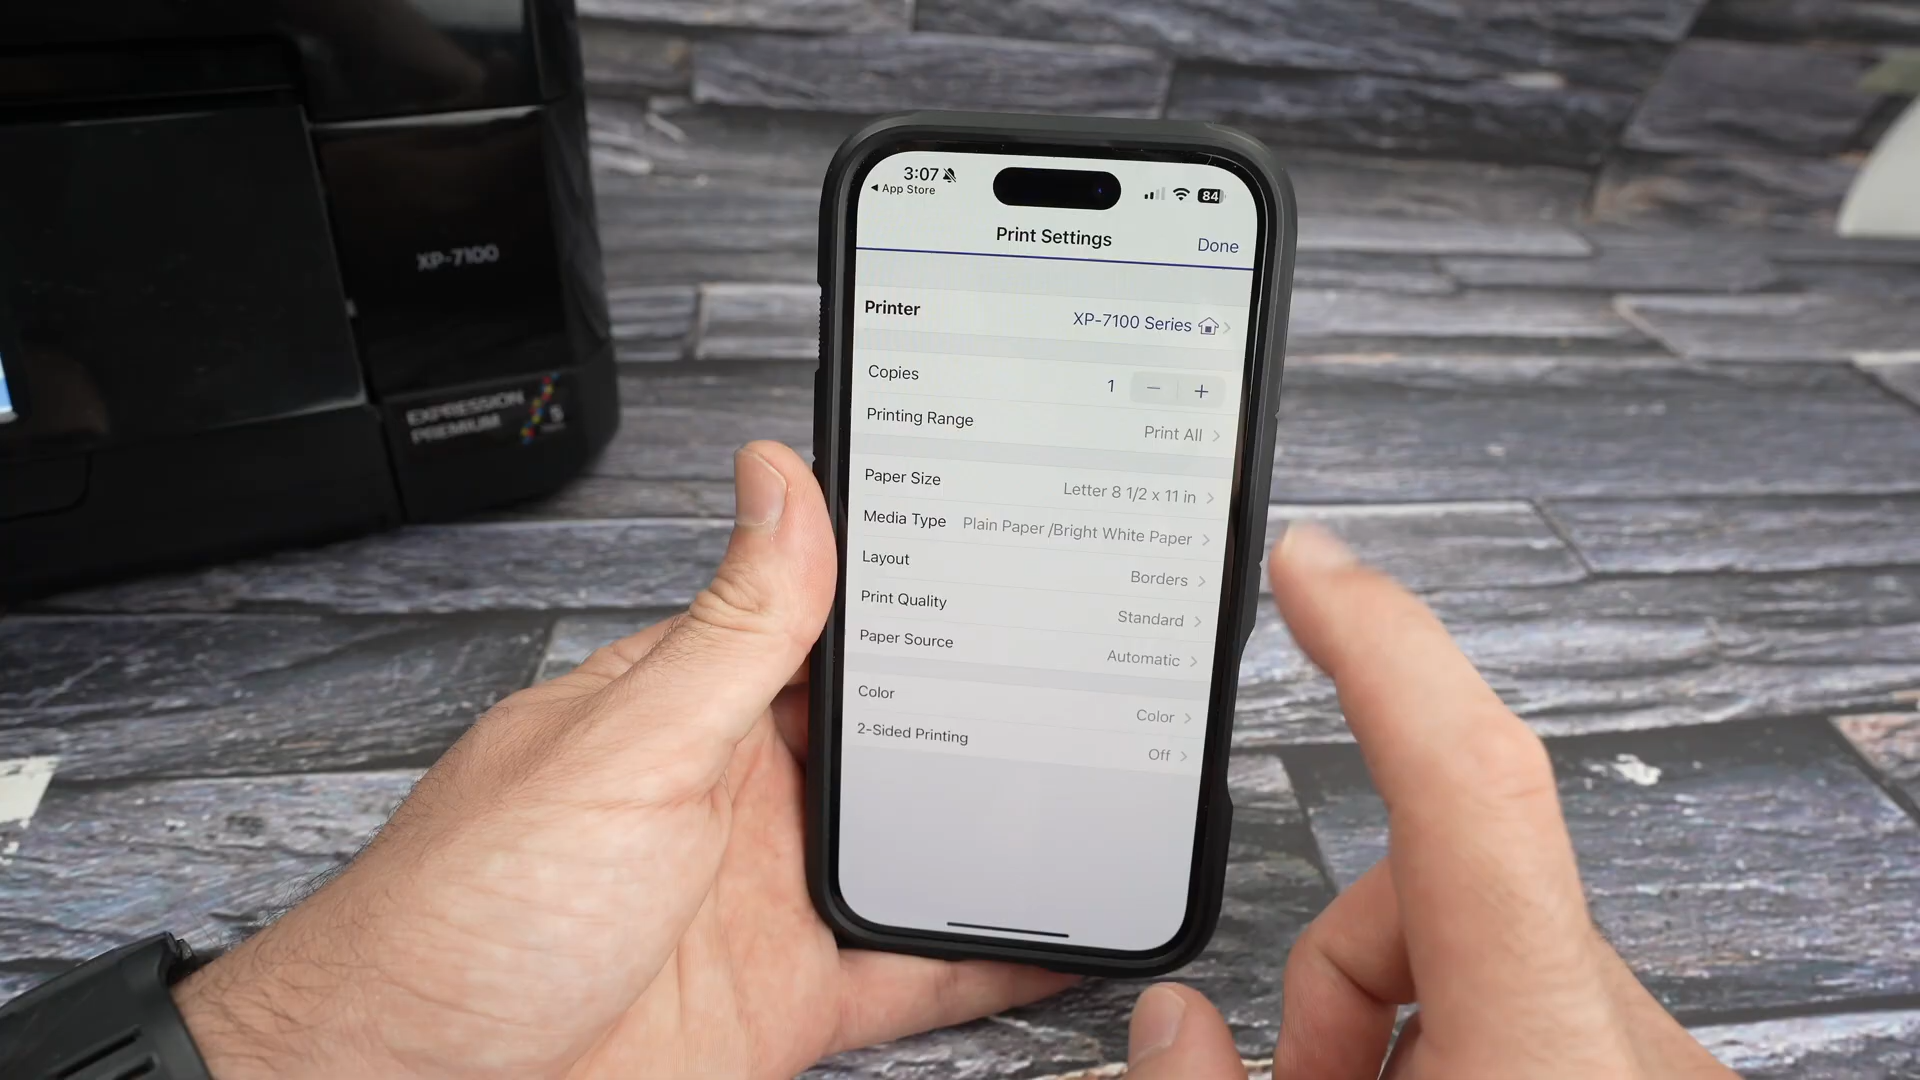 XP-7100
EXPRESSION
PREMIUM
3:07
App Store
84
Print Settings
Done
Printer
XP-7100 Series
Copies
1 − +
Printing Range
Print All
Paper Size
Letter 8 1/2 x 11 in
Media Type
Plain Paper /Bright White Paper
Layout
Borders
Print Quality
Standard
Paper Source
Automatic
Color
Color
2-Sided Printing
Off